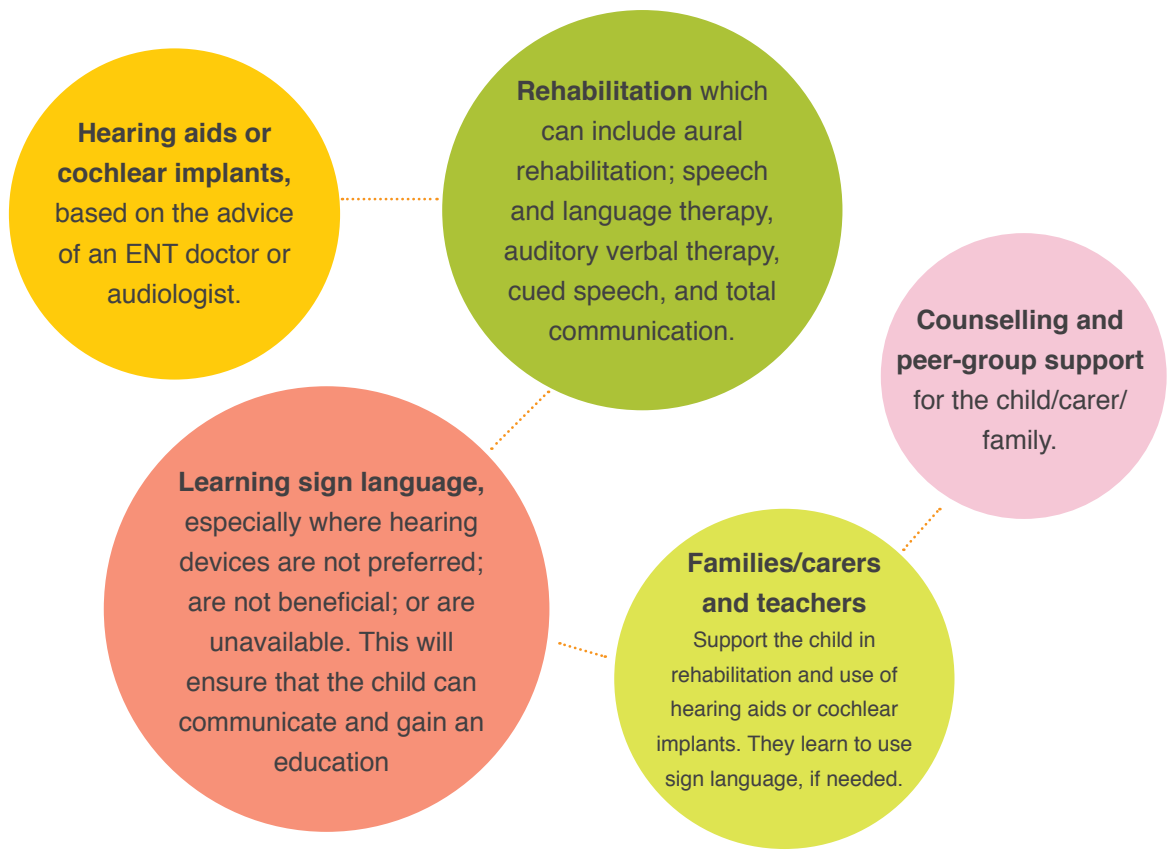 Hearing aids or
cochlear implants,
based on the advice
of an ENT doctor or
audiologist.
Rehabilitation which
can include aural
rehabilitation; speech
and language therapy,
auditory verbal therapy,
cued speech, and total
communication.
Learning sign language,
especially where hearing
devices are not preferred;
are not beneficial; or are
unavailable. This will
ensure that the child can
communicate and gain an
education
Families/carers
and teachers
Support the child in
rehabilitation and use of
hearing aids or cochlear
implants. They learn to use
sign language, if needed.
Counselling and
peer-group support
for the child/carer/
family.